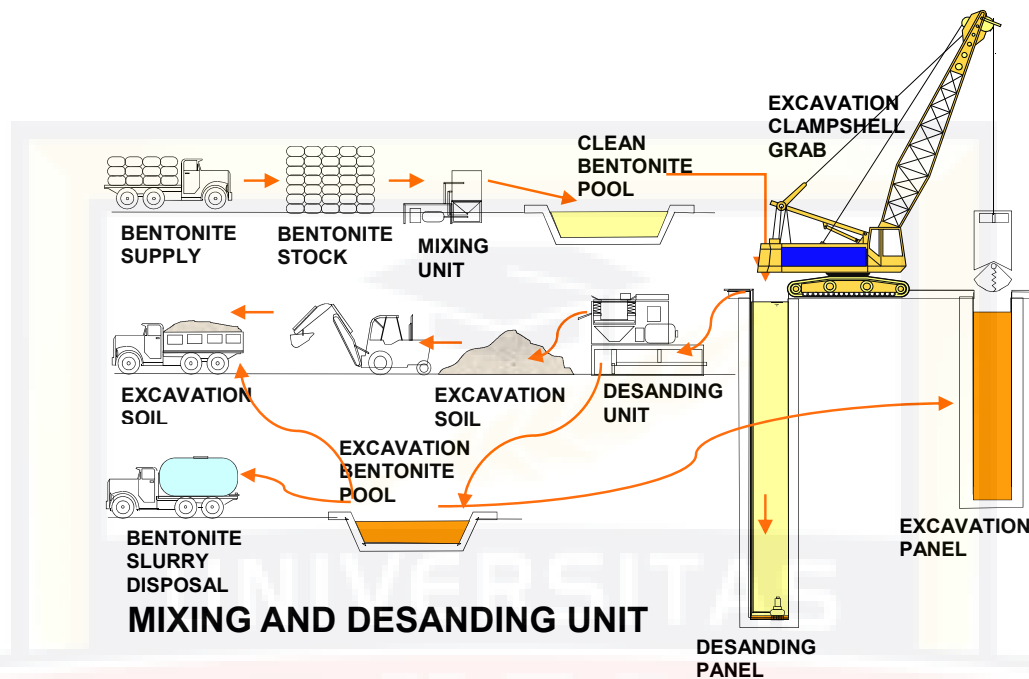 EXCAVATION
CLAMPSHELL
GRAB
CLEAN
BENTONITE
POOL
BENTONITE
SUPPLY
BENTONITE
STOCK
MIXING
UNIT
EXCAVATION
SOIL
EXCAVATION
SOIL
DESANDING
UNIT
EXCAVATION
BENTONITE
POOL
BENTONITE
SLURRY
DISPOSAL
EXCAVATION
PANEL
UNIVERSITAS
MIXING AND DESANDING UNIT
DESANDING
PANEL